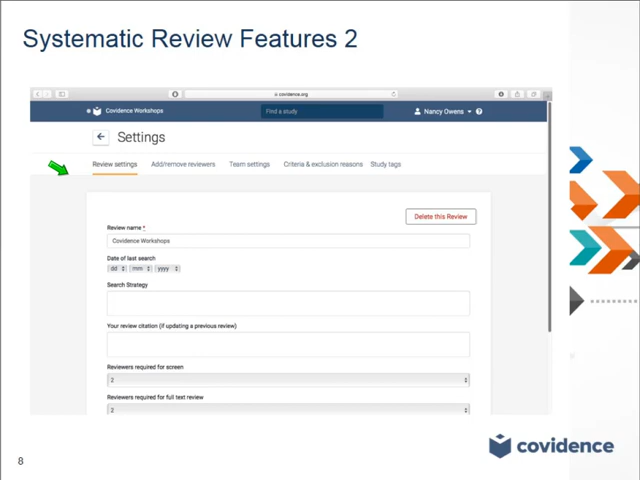 Systematic Review Features 2
covidence.org
Covidence Workshops
Find a study
Nancy Owens
Settings
Review settings Add/remove reviewers Team settings Criteria & exclusion reasons Study tags
Delete this Review
Review name *
Covidence Workshops
Date of last search
dd mm yyyy
Search Strategy
Your review citation (if updating a previous review)
Reviewers required for screen
2
Reviewers required for full text review
2
covidence
8